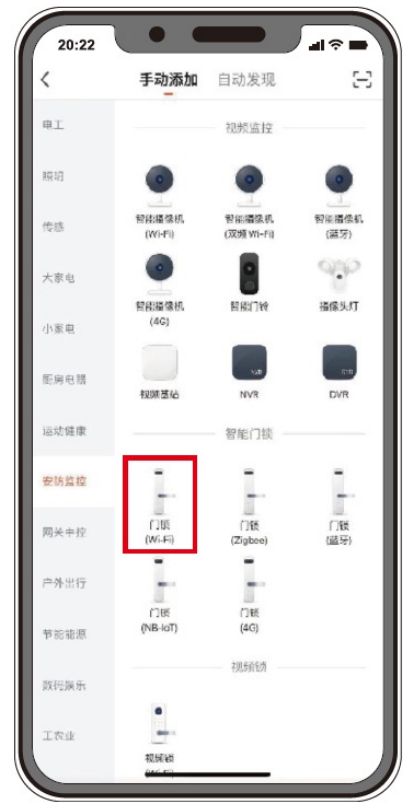 20:22
手动添加 自动发现
电工
照明
传感
大家电
小家电
厨房电器
运动健康
安防监控
网关中控
户外出行
节能能源
数码娱乐
工农业
视频监控
智能摄像机 智能摄像机 智能摄像机
(Wi-Fi) (双频 Wi-Fi) (蓝牙)
智能摄像机 智能门铃 摄像头灯
(4G)
视频基站 NVR DVR
智能门锁
门锁 门锁 门锁
(Wi-Fi) (Zigbee) (蓝牙)
门锁 门锁
(NB-IoT) (4G)
视频锁
视频锁